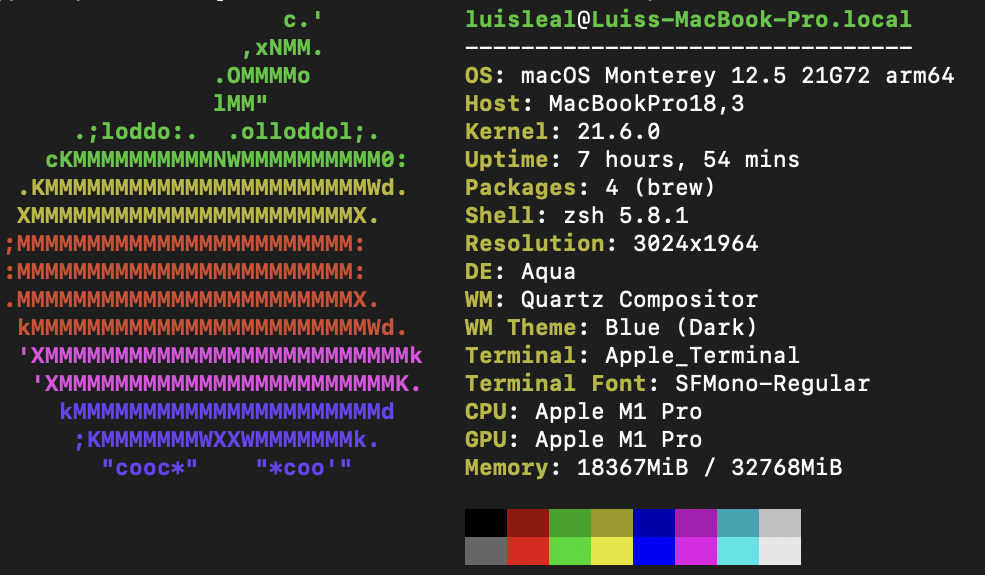 c.'
                 ,xNMM.
               .OMMMMo
               lMM"
     .;loddo:.  .olloddol;.
   cKMMMMMMMMMMNWMMMMMMMMMM0:
 .KMMMMMMMMMMMMMMMMMMMMMMMWd.
 XMMMMMMMMMMMMMMMMMMMMMMMX.
;MMMMMMMMMMMMMMMMMMMMMMMM:
:MMMMMMMMMMMMMMMMMMMMMMMM:
.MMMMMMMMMMMMMMMMMMMMMMMMX.
 kMMMMMMMMMMMMMMMMMMMMMMMMWd.
 'XMMMMMMMMMMMMMMMMMMMMMMMMMMk
  'XMMMMMMMMMMMMMMMMMMMMMMMMK.
    kMMMMMMMMMMMMMMMMMMMMMMd
     ;KMMMMMMMWXXWMMMMMMMk.
       "cooc*"    "*coo'"
luisleal@Luiss-MacBook-Pro.local
--------------------------------
OS: macOS Monterey 12.5 21G72 arm64
Host: MacBookPro18,3
Kernel: 21.6.0
Uptime: 7 hours, 54 mins
Packages: 4 (brew)
Shell: zsh 5.8.1
Resolution: 3024x1964
DE: Aqua
WM: Quartz Compositor
WM Theme: Blue (Dark)
Terminal: Apple_Terminal
Terminal Font: SFMono-Regular
CPU: Apple M1 Pro
GPU: Apple M1 Pro
Memory: 18367MiB / 32768MiB